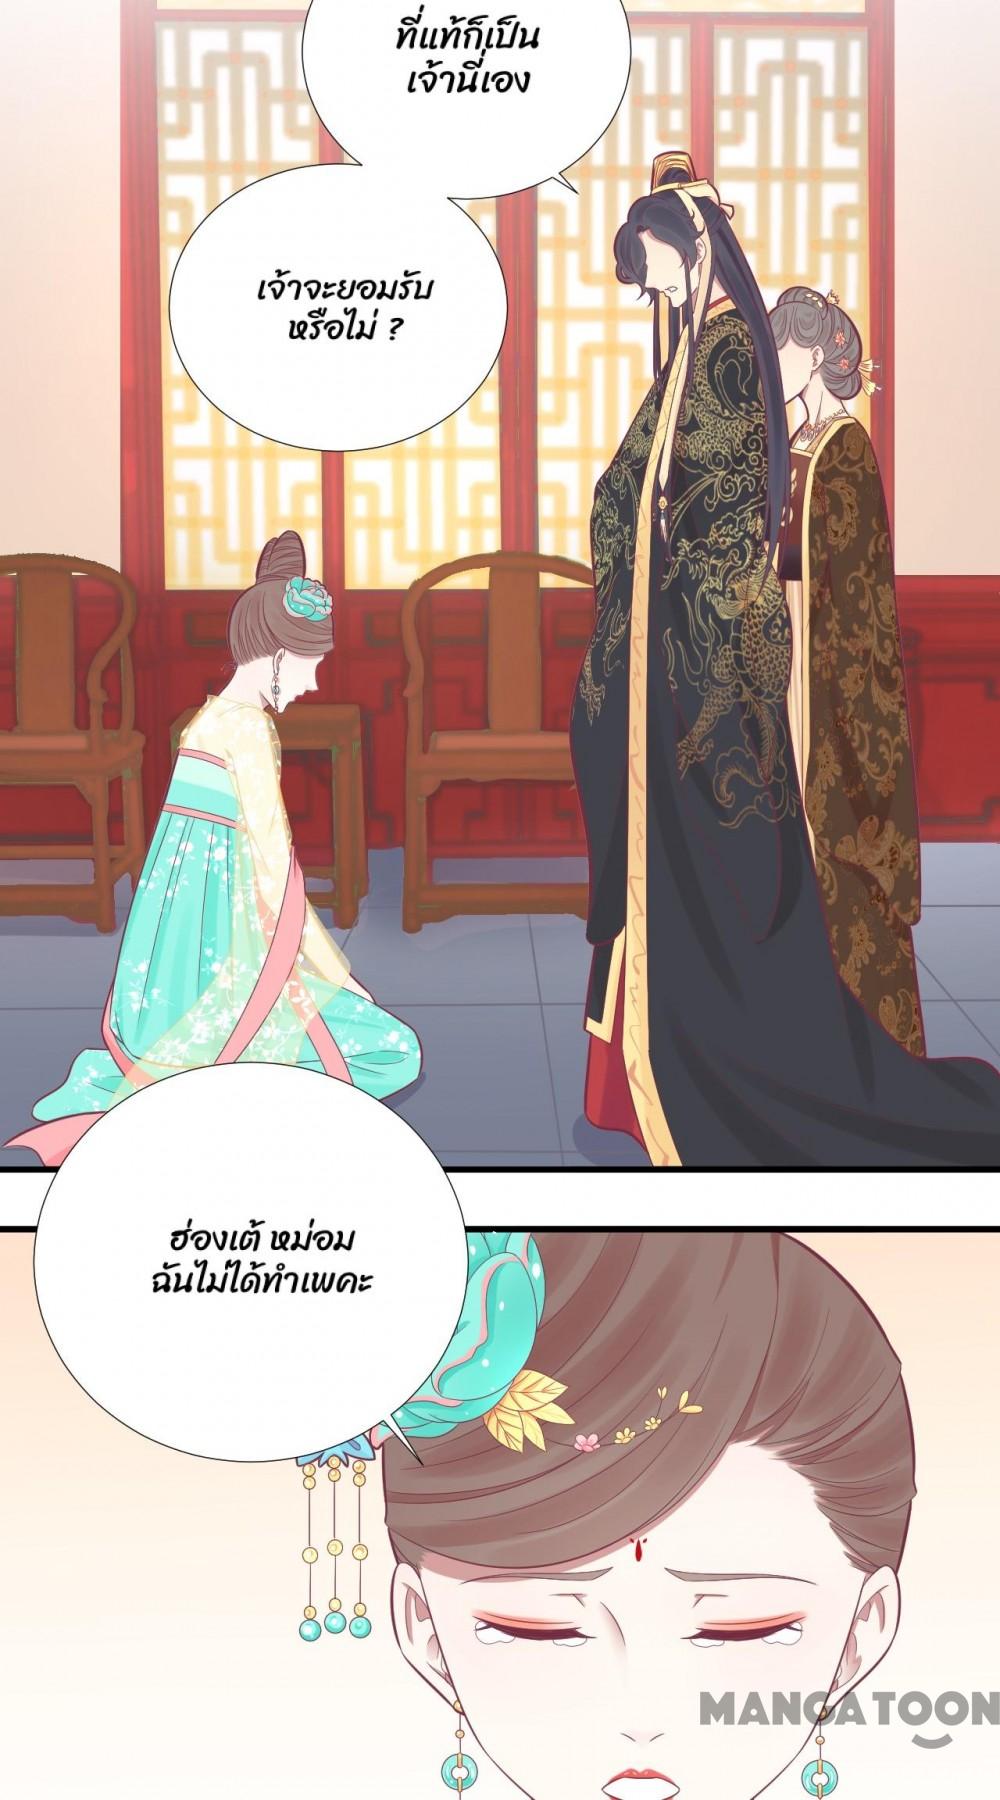 ที่แท้ก็เป็น
เจ้านี่เอง
เจ้าจะยอมรับ
หรือไม่ ?
ฮ่องเต้ หม่อม
ฉันไม่ได้ทำเพคะ
MANGATOON